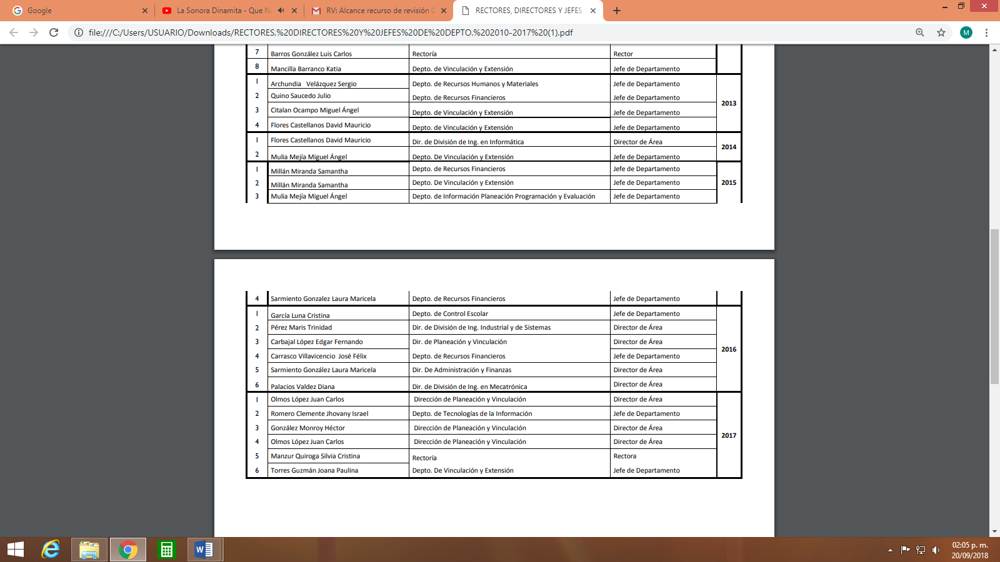 Google
La Sonora Dinamita - Que Na
RV: Alcance recurso de revisión 0
RECTORES, DIRECTORES Y JEFES
file:///C:/Users/USUARIO/Downloads/RECTORES,%20DIRECTORES%20Y%20JEFES%20DE%20DEPTO.%202010-2017%20(1).pdf
M
7 Barros González Luis Carlos Rectoría Rector
8 Mancilla Barranco Katia Depto. de Vinculación y Extensión Jefe de Departamento
1 Archundia Velázquez Sergio Depto. de Recursos Humanos y Materiales Jefe de Departamento
2 Quino Saucedo Julio Depto. de Recursos Financieros Jefe de Departamento
2013
3 Citalan Ocampo Miguel Ángel Depto. de Vinculación y Extensión Jefe de Departamento
4 Flores Castellanos David Mauricio Depto. de Vinculación y Extensión Jefe de Departamento
1 Flores Castellanos David Mauricio Dir. de División de Ing. en Informática Director de Área
2014
2 Mulia Mejía Miguel Ángel Depto. De Vinculación y Extensión Jefe de Departamento
1 Millán Miranda Samantha Depto. de Recursos Financieros Jefe de Departamento
2 Millán Miranda Samantha Depto. De Vinculación y Extensión Jefe de Departamento 2015
3 Mulia Mejía Miguel Ángel Depto. de Información Planeación Programación y Evaluación Jefe de Departamento
4 Sarmiento Gonzalez Laura Maricela Depto. de Recursos Financieros Jefe de Departamento
1 García Luna Cristina Depto. de Control Escolar Jefe de Departamento
2 Pérez Maris Trinidad Dir. de División de Ing. Industrial y de Sistemas Director de Área
3 Carbajal López Edgar Fernando Dir. de Planeación y Vinculación Director de Área
2016
4 Carrasco Villavicencio José Félix Depto. de Recursos Financieros Jefe de Departamento
5 Sarmiento González Laura Maricela Dir. De Administración y Finanzas Director de Área
6 Palacios Valdez Diana Dir. de División de Ing. en Mecatrónica Director de Área
1 Olmos López Juan Carlos Dirección de Planeación y Vinculación Director de Área
2 Romero Clemente Jhovany Israel Depto. de Tecnologías de la Información Jefe de Departamento
3 González Monroy Héctor Dirección de Planeación y Vinculación Director de Área
2017
4 Olmos López Juan Carlos Dirección de Planeación y Vinculación Director de Área
5 Manzur Quiroga Silvia Cristina Rectoría Rectora
6 Torres Guzmán Joana Paulina Depto. De Vinculación y Extensión Jefe de Departamento
02:05 p. m.
20/09/2018